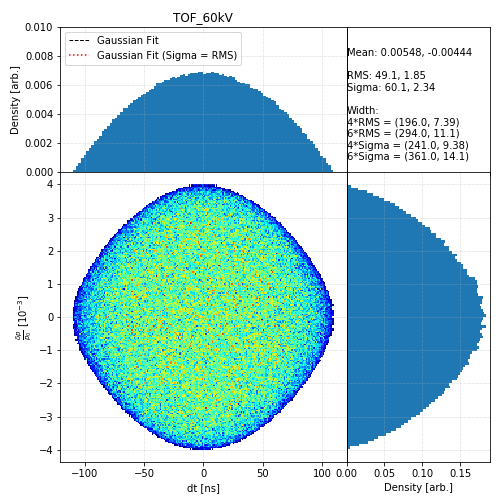 TOF_60kV
0.010
0.008
0.006
0.004
0.002
0.000
Density [arb.]
Gaussian Fit
Gaussian Fit (Sigma = RMS)
Mean: 0.00548, -0.00444
RMS: 49.1, 1.85
Sigma: 60.1, 2.34
Width:
4*RMS = (196.0, 7.39)
6*RMS = (294.0, 11.1)
4*Sigma = (241.0, 9.38)
6*Sigma = (361.0, 14.1)
4
3
2
1
0
−1
−2
−3
−4
δp/p₀ [10⁻³]
−100 −50 0 50 100
dt [ns]
0.00 0.05 0.10 0.15
Density [arb.]